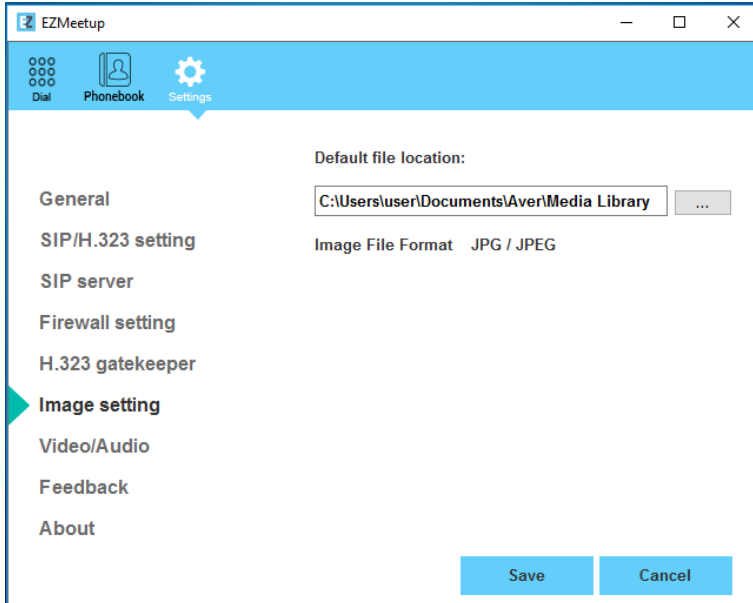 EZ EZMeetup
Dial Phonebook Settings
Default file location:
C:\Users\user\Documents\Aver\Media Library ...
Image File Format JPG / JPEG
General
SIP/H.323 setting
SIP server
Firewall setting
H.323 gatekeeper
Image setting
Video/Audio
Feedback
About
Save Cancel